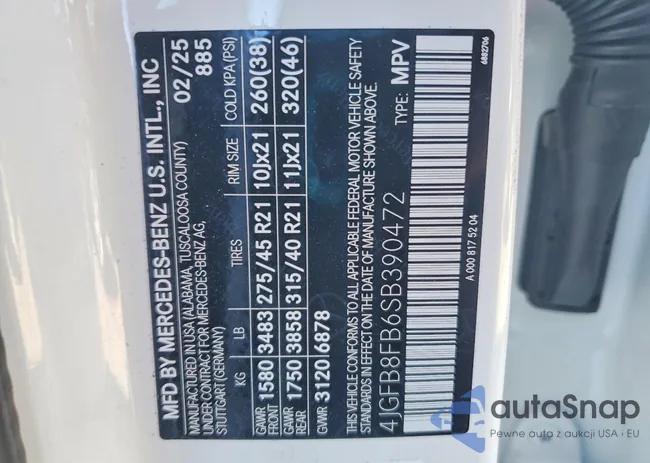 MFD BY MERCEDES-BENZ U.S. INTL., INC
MANUFACTURED IN USA (ALABAMA, TUSCALOOSA COUNTY)
UNDER CONTRACT FOR MERCEDES-BENZ AG,
STUTTGART (GERMANY)
02/25
885
KG LB TIRES RIM SIZE COLD KPA (PSI)
GAWR FRONT 1580 3483 275/45 R21 10Jx21 260(38)
GAWR REAR 1750 3858 315/40 R21 11Jx21 320(46)
GVWR 3120 6878
THIS VEHICLE CONFORMS TO ALL APPLICABLE FEDERAL MOTOR VEHICLE SAFETY
STANDARDS IN EFFECT ON THE DATE OF MANUFACTURE SHOWN ABOVE.
4JGFB8FB6SB390472
TYPE: MPV
A 000 817 52 04
6882706
autaSnap
Pewne auta z aukcji USA i EU